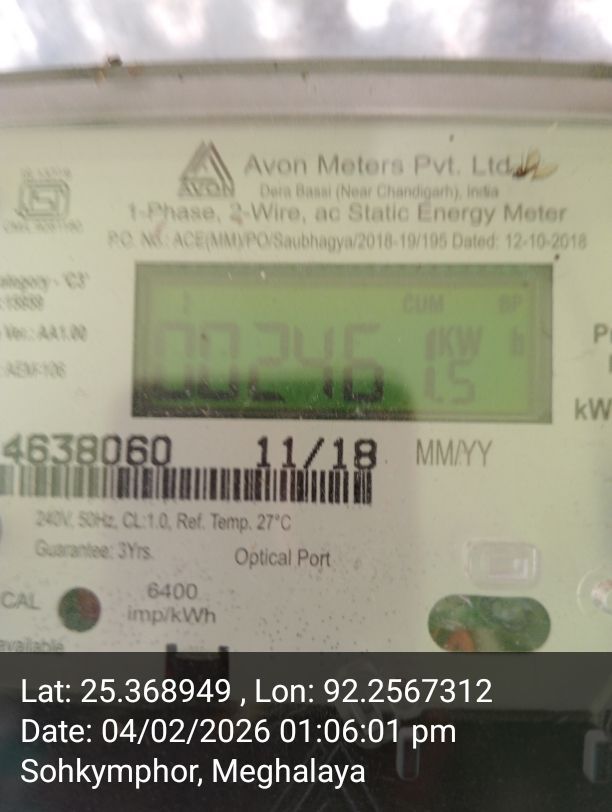 Avon Meters Pvt. Ltd.
AVON
Dera Bassi (Near Chandigarh), India
1-Phase, 2-Wire, ac Static Energy Meter
P.O. No.: ACE(MM)/PO/Saubhagya/2018-19/195 Dated: 12-10-2018
ategory - 'C3'
:15959
Ver.: AA1.00
: AEM-106
CUM
00246 KW h
kW
4638060 11/18 MM/YY
240V, 50Hz, CL:1.0, Ref. Temp. 27°C
Guarantee: 3Yrs.
Optical Port
CAL
6400
imp/kWh
available
Lat: 25.368949 , Lon: 92.2567312
Date: 04/02/2026 01:06:01 pm
Sohkymphor, Meghalaya